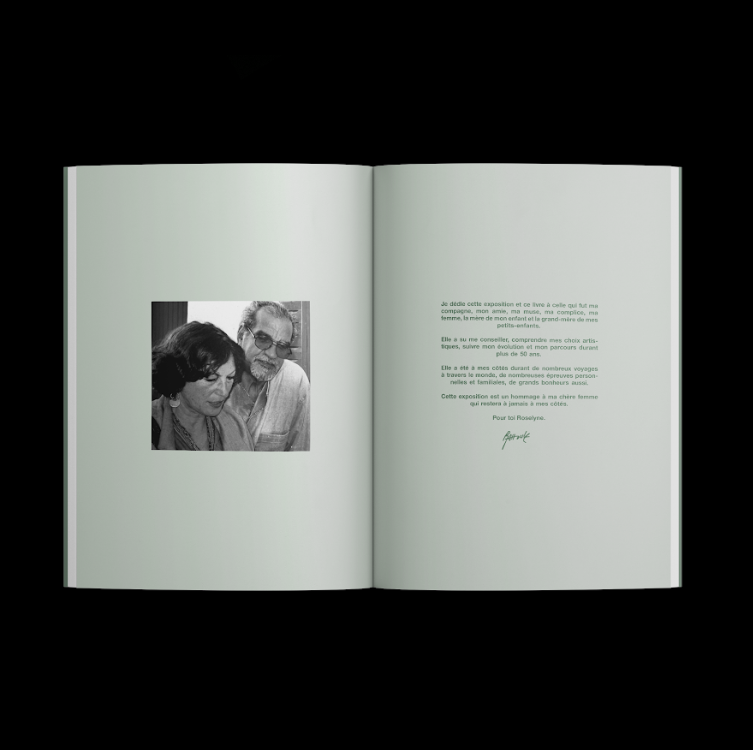 Je dédie cette exposition et ce livre à celle qui fut ma
compagne, mon amie, ma muse, ma complice, ma
femme, la mère de mon enfant et la grand-mère de mes
petits-enfants.
Elle a su me conseiller, comprendre mes choix artis-
tiques, suivre mon évolution et mon parcours durant
plus de 50 ans.
Elle a été à mes côtés durant de nombreux voyages
à travers le monde, de nombreuses épreuves person-
nelles et familiales, de grands bonheurs aussi.
Cette exposition est un hommage à ma chère femme
qui restera à jamais à mes côtés.
Pour toi Roselyne.